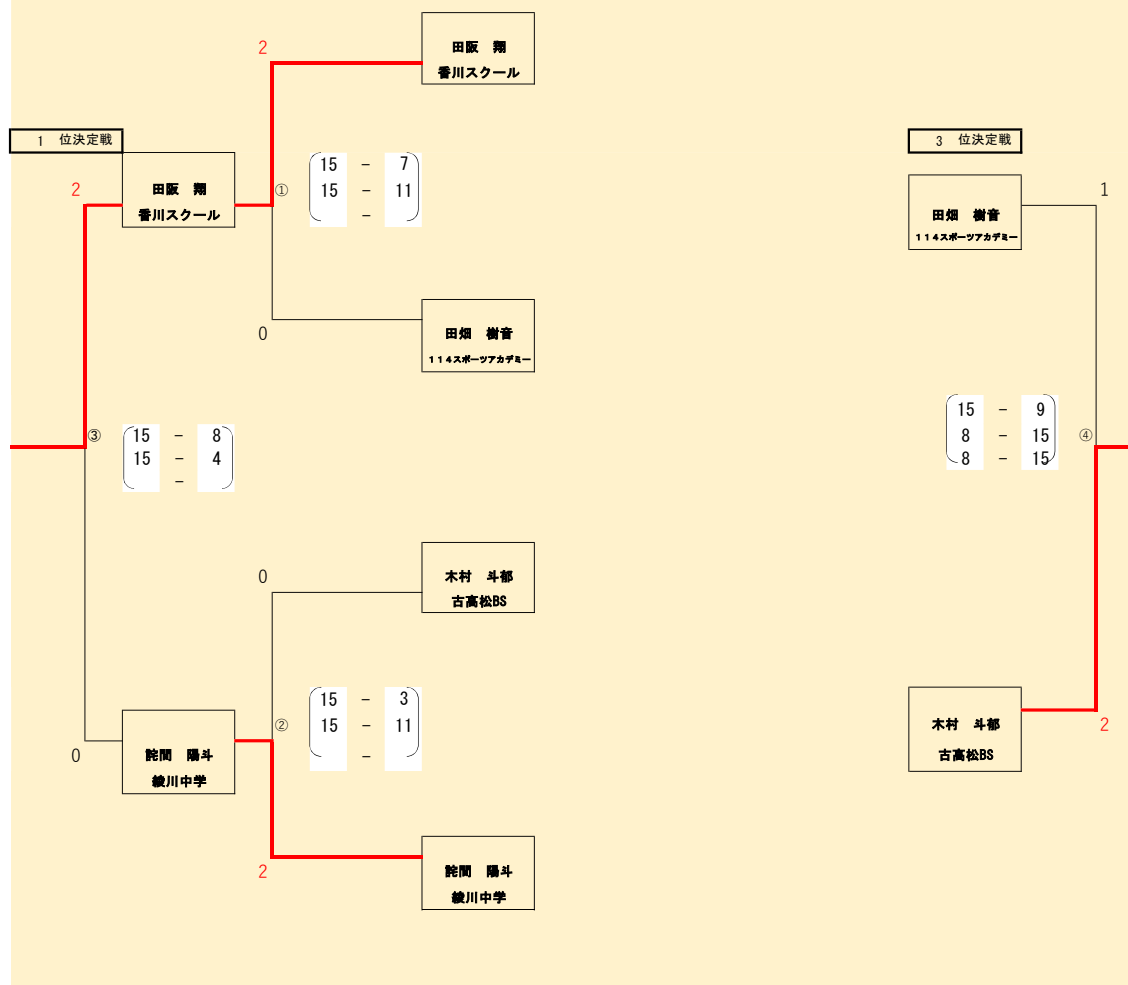 2
田阪 翔
香川スクール
1 位決定戦
3 位決定戦
2
田阪 翔
香川スクール
①
15 - 7
15 - 11
-
田畑 樹音
114スポーツアカデミー
1
0
田畑 樹音
114スポーツアカデミー
③
15 - 8
15 - 4
-
15 - 9
8 - 15
8 - 15
④
0
木村 斗郁
古高松BS
②
15 - 3
15 - 11
-
0
詫間 陽斗
綾川中学
木村 斗郁
古高松BS
2
2
詫間 陽斗
綾川中学